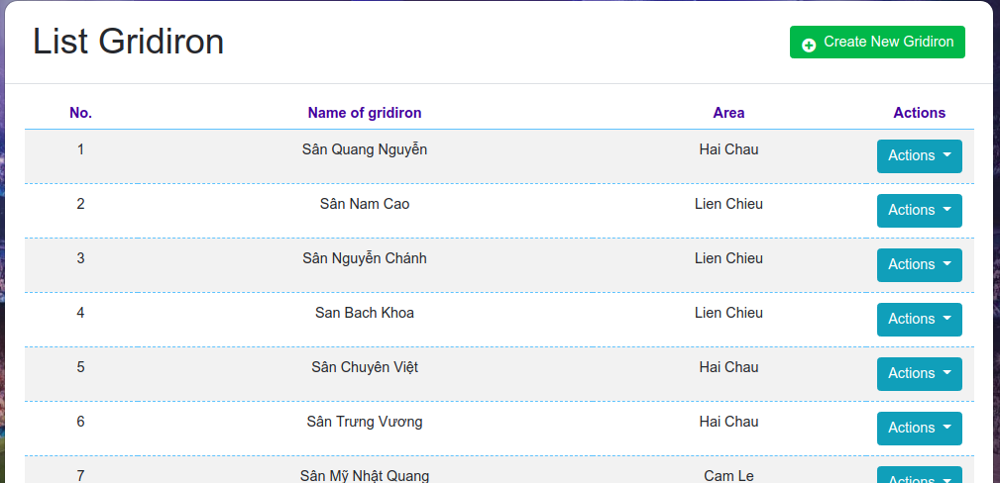 List Gridiron
Create New Gridiron
No. Name of gridiron Area Actions
1 Sân Quang Nguyễn Hai Chau Actions
2 Sân Nam Cao Lien Chieu Actions
3 Sân Nguyễn Chánh Lien Chieu Actions
4 San Bach Khoa Lien Chieu Actions
5 Sân Chuyên Việt Hai Chau Actions
6 Sân Trưng Vương Hai Chau Actions
7 Sân Mỹ Nhật Quang Cam Le Actions